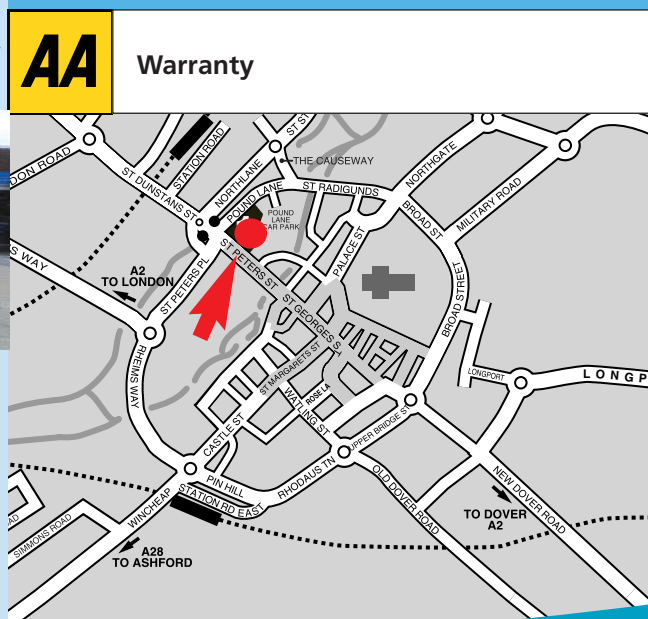 AA
Warranty
DON ROAD
ST DUNSTANS ST
STATION ROAD
NORTHLANE
ST ST
THE CAUSEWAY
POUND LANE
ST RADIGUNDS
NORTHGATE
MILITARY ROAD
BROAD ST
POUND
LANE
CAR PARK
PALACE ST
S WAY
A2
TO LONDON
ST PETERS PL
ST PETERS ST
ST GEORGES ST
BROAD STREET
RHEIMS WAY
ST MARGARETS ST
ROSE LA
WATLING ST
LONGPORT
LONGP
CASTLE ST
UPPER BRIDGE ST
PIN HILL
RHODAUS TN
STATION RD EAST
OLD DOVER ROAD
NEW DOVER ROAD
TO DOVER
A2
WINCHEAP
SIMMONS ROAD
AD
A28
TO ASHFORD